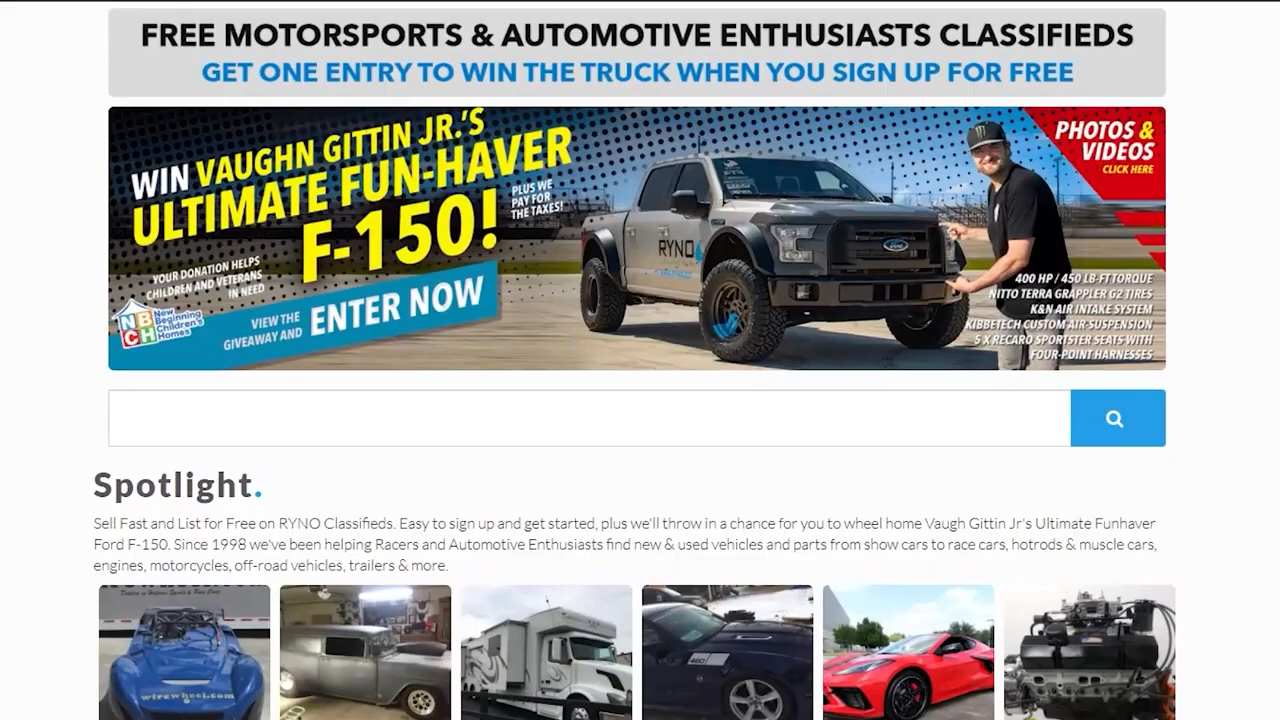 FREE MOTORSPORTS & AUTOMOTIVE ENTHUSIASTS CLASSIFIEDS
GET ONE ENTRY TO WIN THE TRUCK WHEN YOU SIGN UP FOR FREE
WIN VAUGHN GITTIN JR.'S
ULTIMATE FUN-HAVER
F-150!
PLUS WE
PAY FOR
THE TAXES!
YOUR DONATION HELPS
CHILDREN AND VETERANS
IN NEED
NBCH
New
Beginning
Children's
Homes
VIEW THE
GIVEAWAY AND
ENTER NOW
RYNO
Ford
PHOTOS &
VIDEOS
CLICK HERE
400 HP / 450 LB-FT TORQUE
NITTO TERRA GRAPPLER G2 TIRES
K&N AIR INTAKE SYSTEM
KIBBETECH CUSTOM AIR-SUSPENSION
5 X RECARO SPORTSTER SEATS WITH
FOUR-POINT HARNESSES
Spotlight.
Sell Fast and List for Free on RYNO Classifieds. Easy to sign up and get started, plus we'll throw in a chance for you to wheel home Vaugh Gittin Jr's Ultimate Funhaver
Ford F-150. Since 1998 we've been helping Racers and Automotive Enthusiasts find new & used vehicles and parts from show cars to race cars, hotrods & muscle cars,
engines, motorcycles, off-road vehicles, trailers & more.
wirewheel.com
460